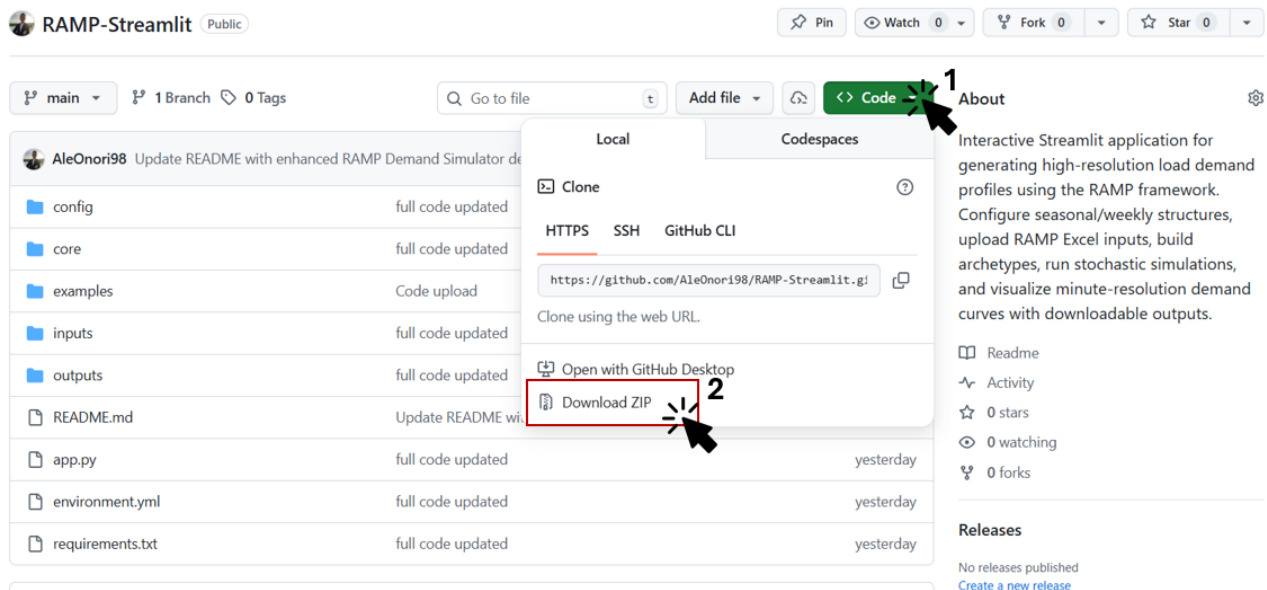 RAMP-Streamlit Public
Pin Watch 0 Fork 0 Star 0
main 1 Branch 0 Tags Go to file t Add file Code 1
AleOnori98 Update README with enhanced RAMP Demand Simulator de
config full code updated
core full code updated
examples Code upload
inputs full code updated
outputs full code updated
README.md Update README wi
app.py full code updated yesterday
environment.yml full code updated yesterday
requirements.txt full code updated yesterday
Local Codespaces
Clone
HTTPS SSH GitHub CLI
https://github.com/AleOnori98/RAMP-Streamlit.gi
Clone using the web URL.
Open with GitHub Desktop
Download ZIP 2
About
Interactive Streamlit application for
generating high-resolution load demand
profiles using the RAMP framework.
Configure seasonal/weekly structures,
upload RAMP Excel inputs, build
archetypes, run stochastic simulations,
and visualize minute-resolution demand
curves with downloadable outputs.
Readme
Activity
0 stars
0 watching
0 forks
Releases
No releases published
Create a new release